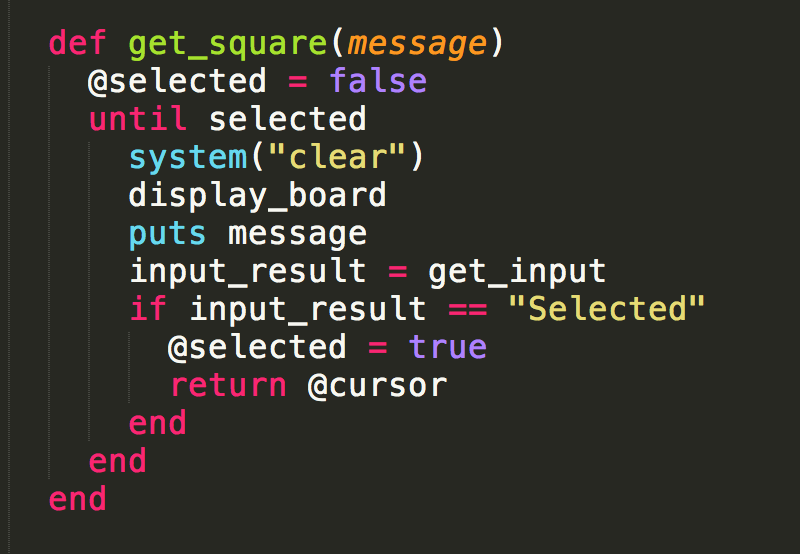 def get_square(message)
  @selected = false
  until selected
    system("clear")
    display_board
    puts message
    input_result = get_input
    if input_result == "Selected"
      @selected = true
      return @cursor
    end
  end
end